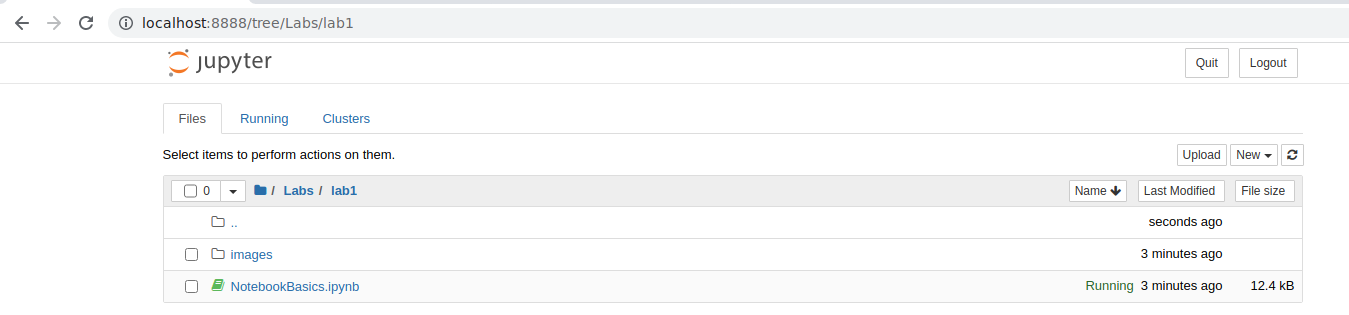 localhost:8888/tree/Labs/lab1
jupyter
Quit Logout
Files Running Clusters
Select items to perform actions on them.
Upload New
0 / Labs / lab1 Name Last Modified File size
.. seconds ago
images 3 minutes ago
NotebookBasics.ipynb Running 3 minutes ago 12.4 kB